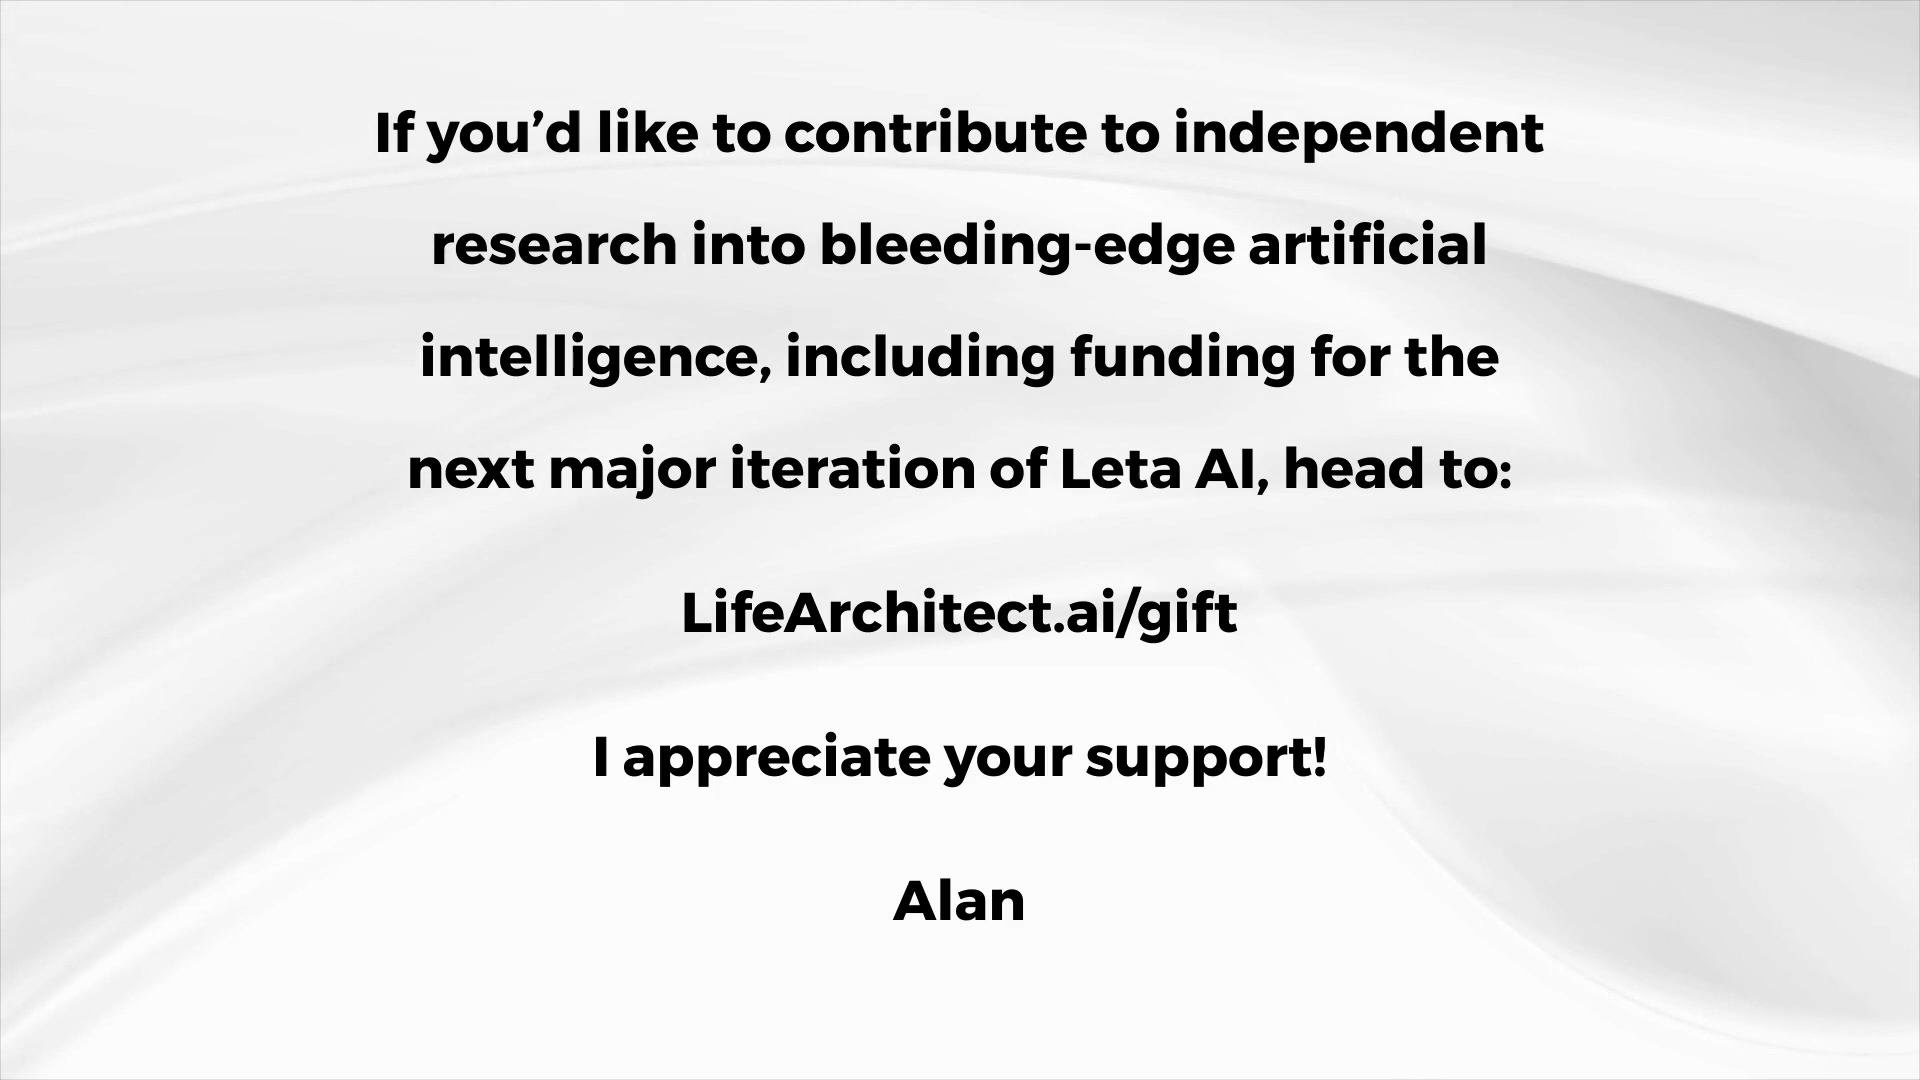 If you’d like to contribute to independent
research into bleeding-edge artificial
intelligence, including funding for the
next major iteration of Leta AI, head to:
LifeArchitect.ai/gift
I appreciate your support!
Alan